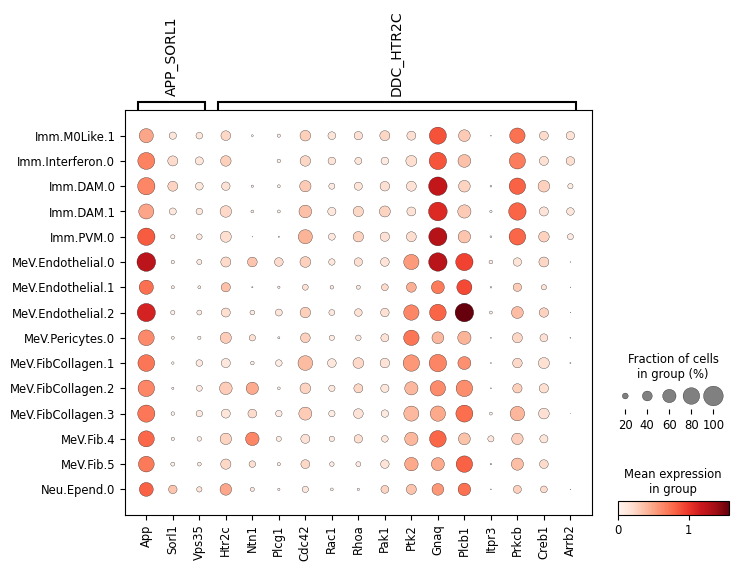 APP_SORL1
DDC_HTR2C
Imm.M0Like.1
Imm.Interferon.0
Imm.DAM.0
Imm.DAM.1
Imm.PVM.0
MeV.Endothelial.0
MeV.Endothelial.1
MeV.Endothelial.2
MeV.Pericytes.0
MeV.FibCollagen.1
MeV.FibCollagen.2
MeV.FibCollagen.3
MeV.Fib.4
MeV.Fib.5
Neu.Epend.0
App
Sorl1
Vps35
Htr2c
Ntn1
Plcg1
Cdc42
Rac1
Rhoa
Pak1
Ptk2
Gnaq
Plcb1
Itpr3
Prkcb
Creb1
Arrb2
Fraction of cells
in group (%)
20 40 60 80 100
Mean expression
in group
0 1